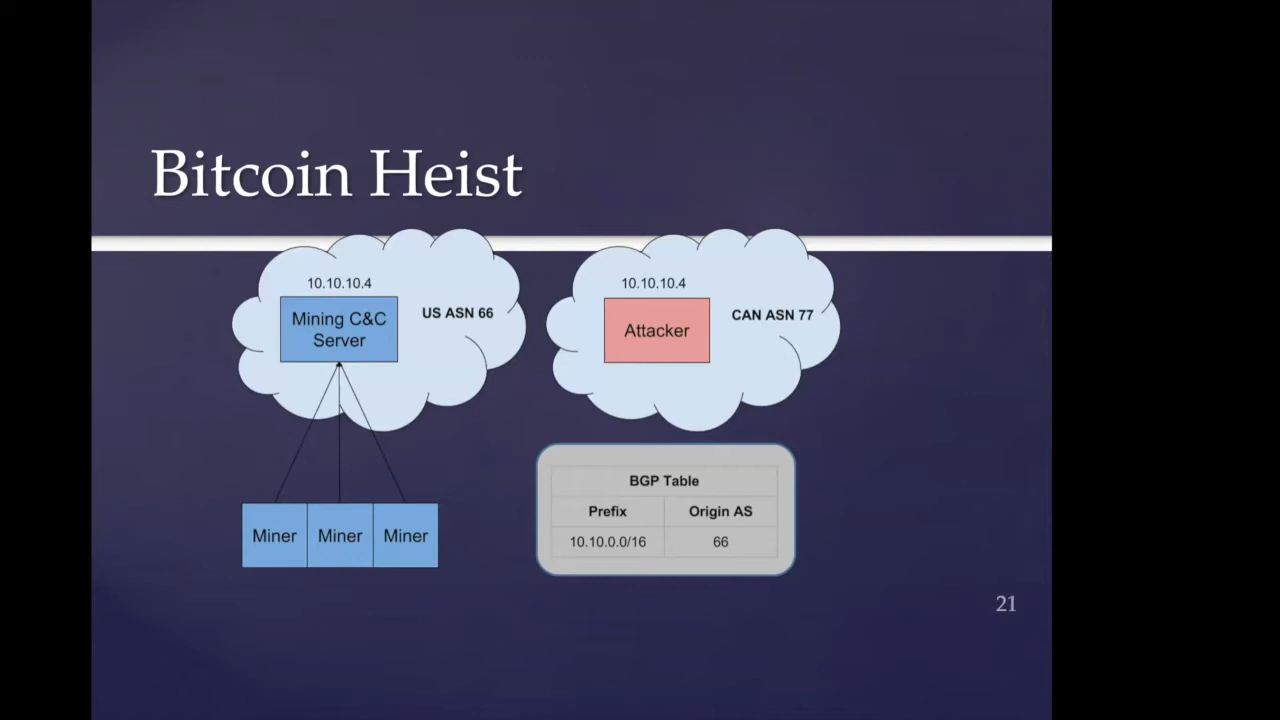 Bitcoin Heist
10.10.10.4
Mining C&C
Server
US ASN 66
10.10.10.4
Attacker
CAN ASN 77
Miner
Miner
Miner
BGP Table
Prefix
Origin AS
10.10.0.0/16
66
21